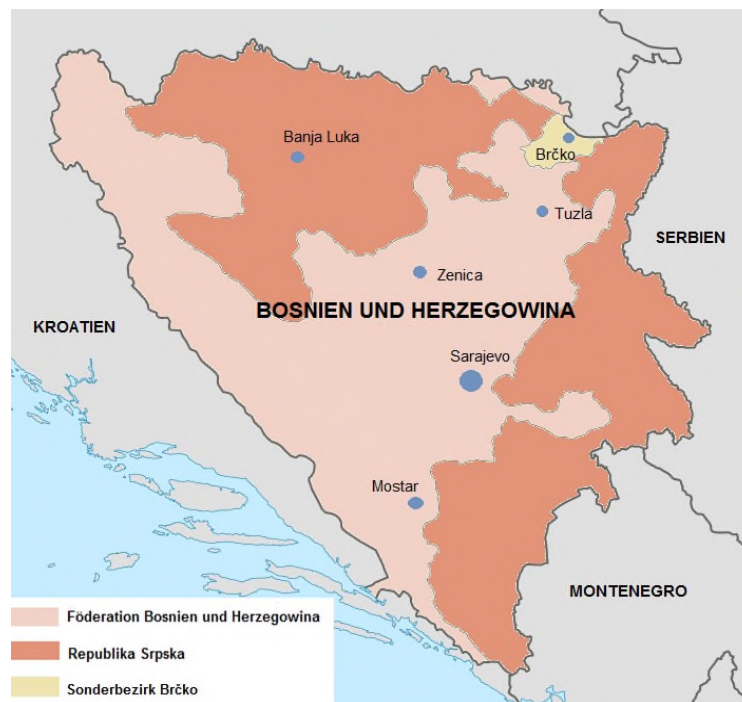 Banja Luka
Brčko
Tuzla
SERBIEN
Zenica
BOSNIEN UND HERZEGOWINA
KROATIEN
Sarajevo
Mostar
MONTENEGRO
Föderation Bosnien und Herzegowina
Republika Srpska
Sonderbezirk Brčko